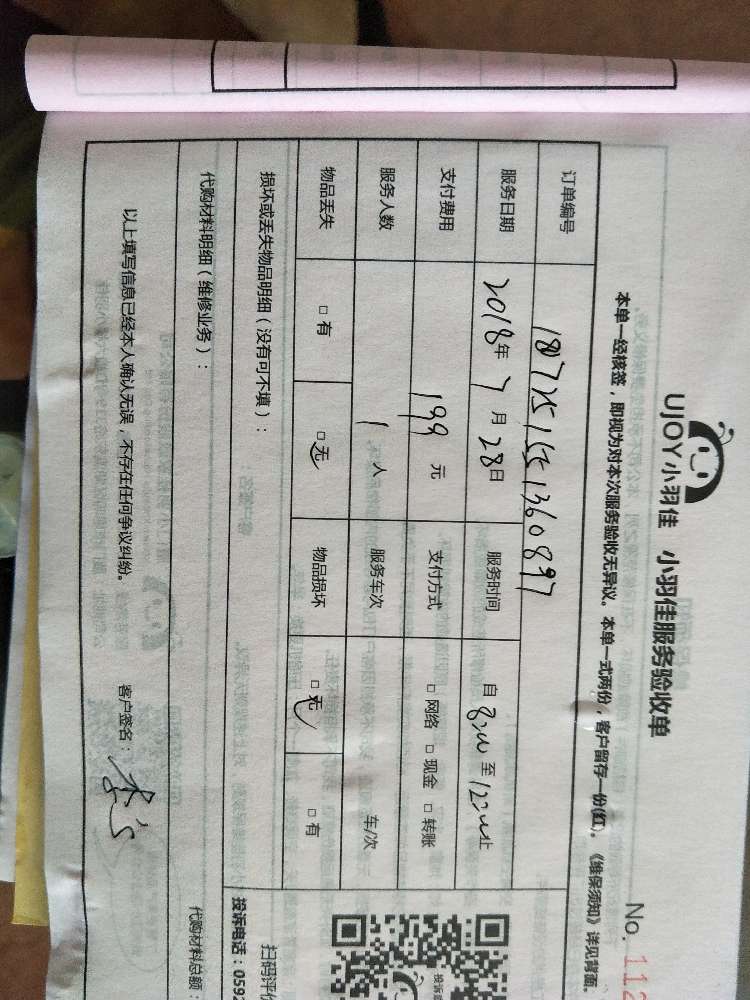 UJOY小羽佳 小羽佳服务验收单
No. 112
本单一经核签，即视为对本次服务验收无异议。本单一式两份，客户留存一份(红)。《维保须知》详见背面。
订单编号 187251551360897
服务日期 2018年7月28日 服务时间 自 8:00 至 12:00止
支付费用 199 元 支付方式 □网络 □现金 □转账
服务人数 1 人 服务车次 车/次
物品丢失 □有 □无 物品损坏 □无 □有
损坏或丢失物品明细（没有可不填）：
代购材料明细（维修业务）：
代购材料总额：
以上填写信息已经本人确认无误，不存在任何争议纠纷。 客户签名：
扫码评价
投诉电话：0592